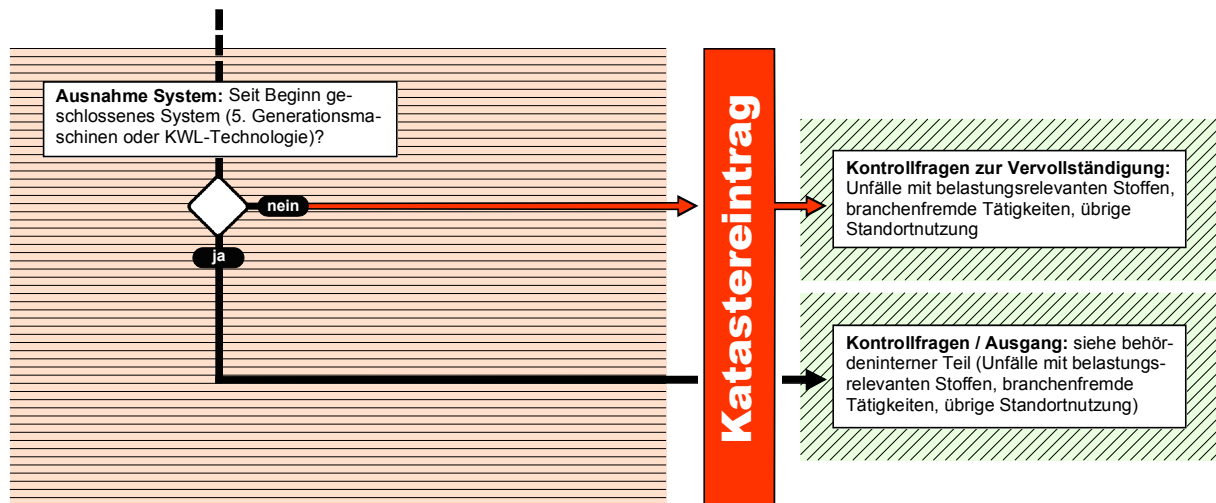 Ausnahme System: Seit Beginn ge-
schlossenes System (5. Generationsma-
schinen oder KWL-Technologie)?
nein
ja
Katastereintrag
Kontrollfragen zur Vervollständigung:
Unfälle mit belastungsrelevanten Stoffen,
branchenfremde Tätigkeiten, übrige
Standortnutzung
Kontrollfragen / Ausgang: siehe behör-
deninterner Teil (Unfälle mit belastungs-
relevanten Stoffen, branchenfremde
Tätigkeiten, übrige Standortnutzung)